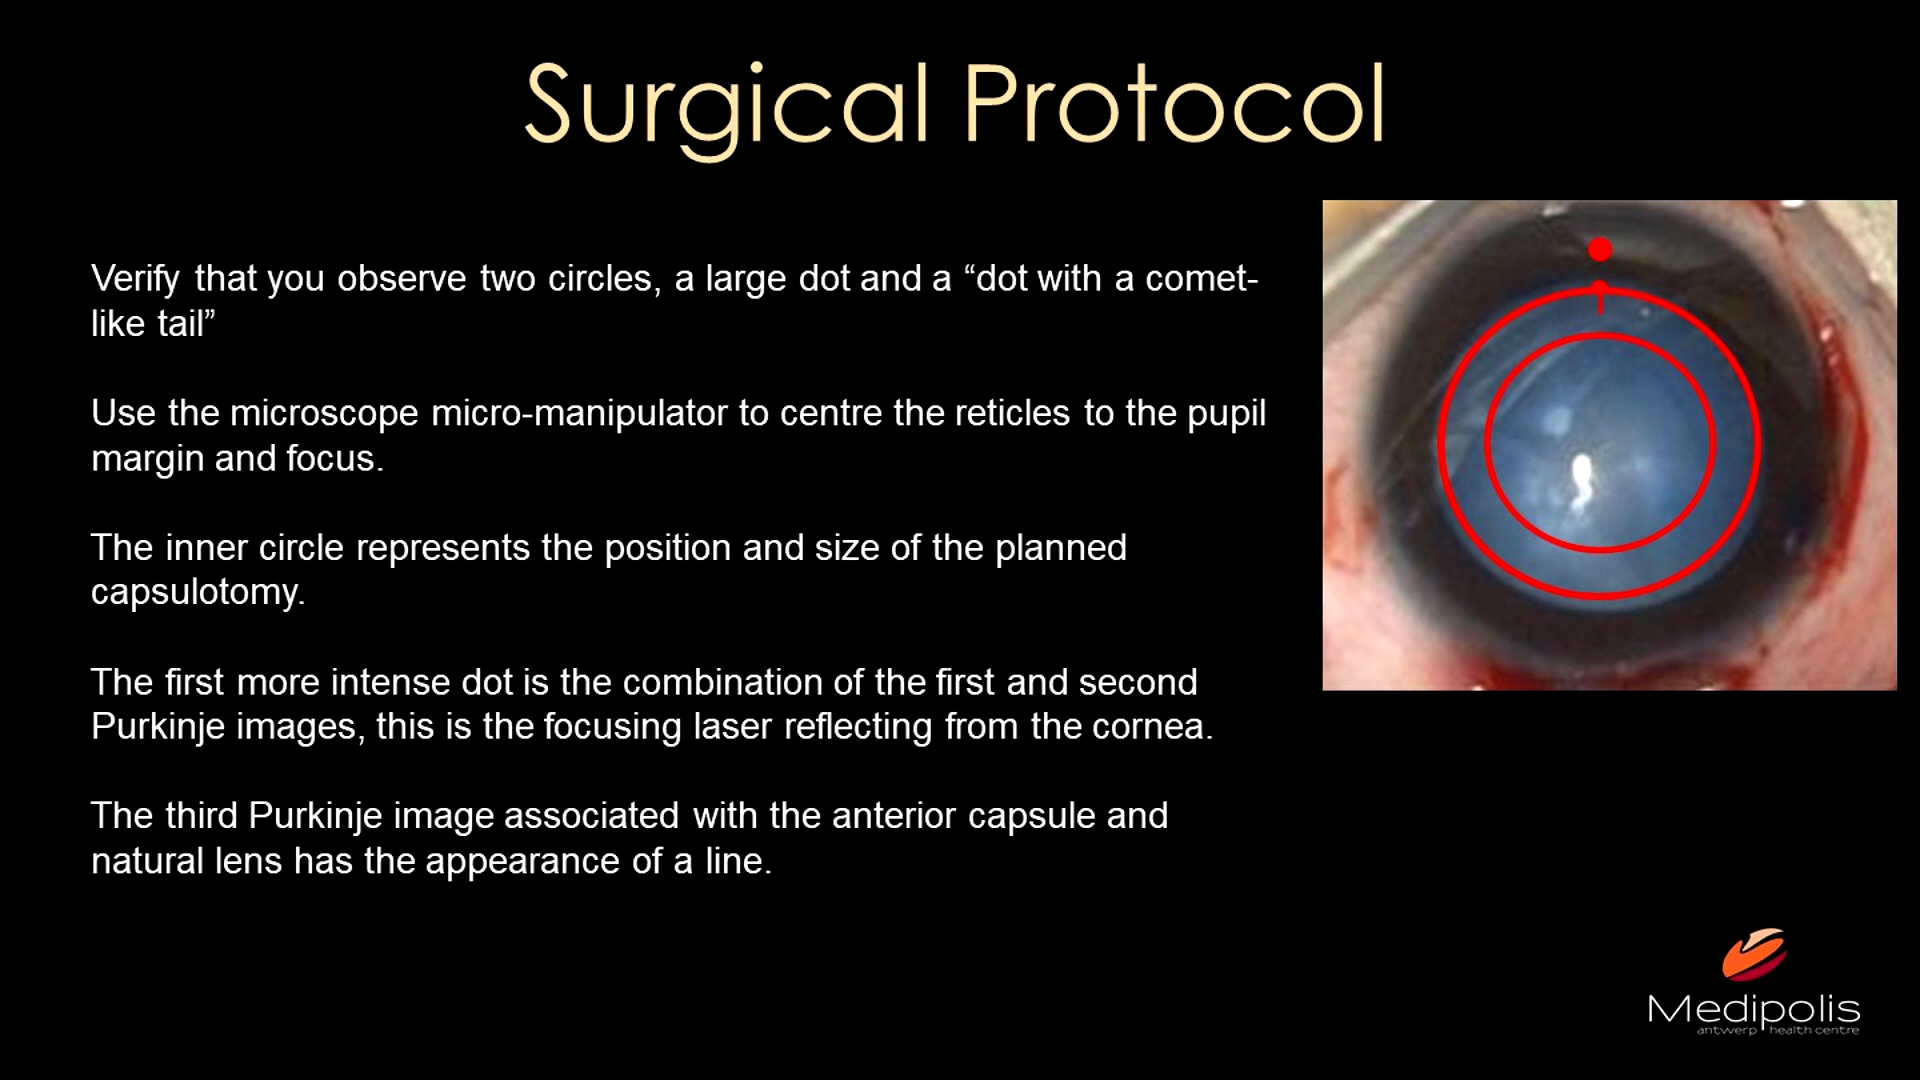 Surgical Protocol
Verify that you observe two circles, a large dot and a “dot with a comet-
like tail”
Use the microscope micro-manipulator to centre the reticles to the pupil
margin and focus.
The inner circle represents the position and size of the planned
capsulotomy.
The first more intense dot is the combination of the first and second
Purkinje images, this is the focusing laser reflecting from the cornea.
The third Purkinje image associated with the anterior capsule and
natural lens has the appearance of a line.
Medipolis
antwerp health centre